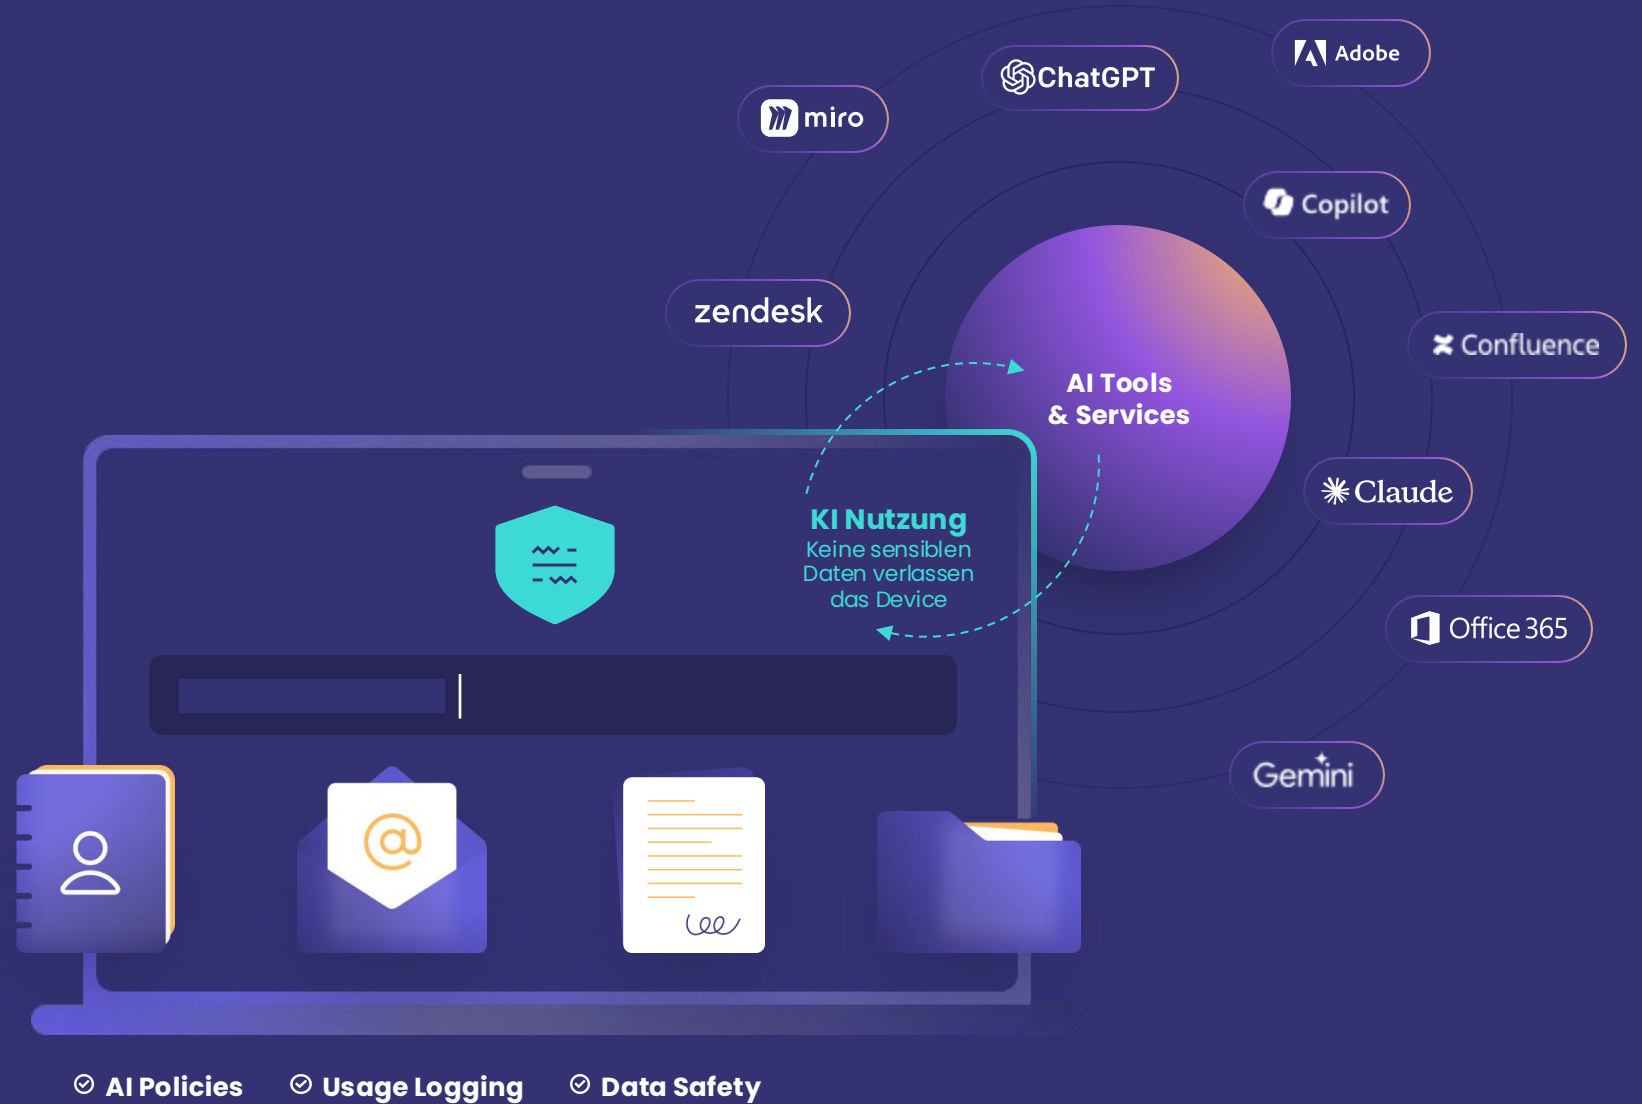 Adobe
ChatGPT
miro
Copilot
zendesk
Confluence
AI Tools
& Services
Claude
KI Nutzung
Keine sensiblen
Daten verlassen
das Device
Office 365
@
Gemini
AI Policies
Usage Logging
Data Safety